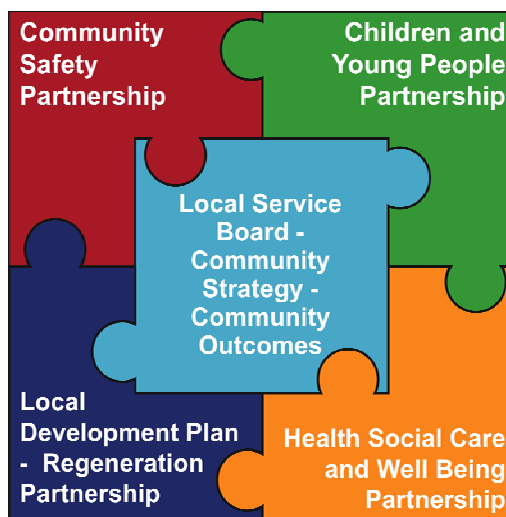 Community
Safety
Partnership
Children and
Young People
Partnership
Local Service
Board -
Community
Strategy -
Community
Outcomes
Local
Development Plan
- Regeneration
Partnership
Health Social Care
and Well Being
Partnership